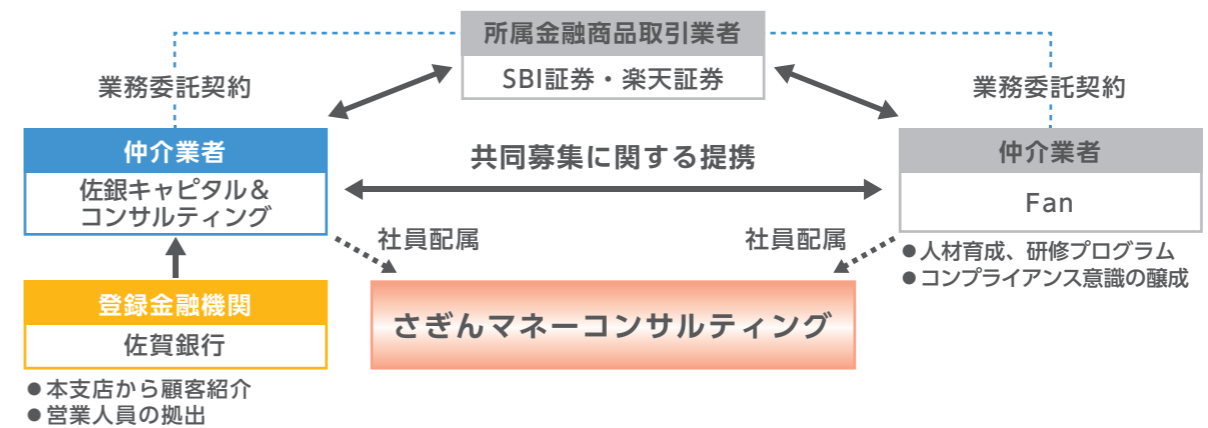 所属金融商品取引業者
SBI証券・楽天証券
業務委託契約
業務委託契約
仲介業者
佐銀キャピタル＆
コンサルティング
共同募集に関する提携
仲介業者
Fan
社員配属
社員配属
●人材育成、研修プログラム
●コンプライアンス意識の醸成
登録金融機関
佐賀銀行
さぎんマネーコンサルティング
●本支店から顧客紹介
●営業人員の拠出